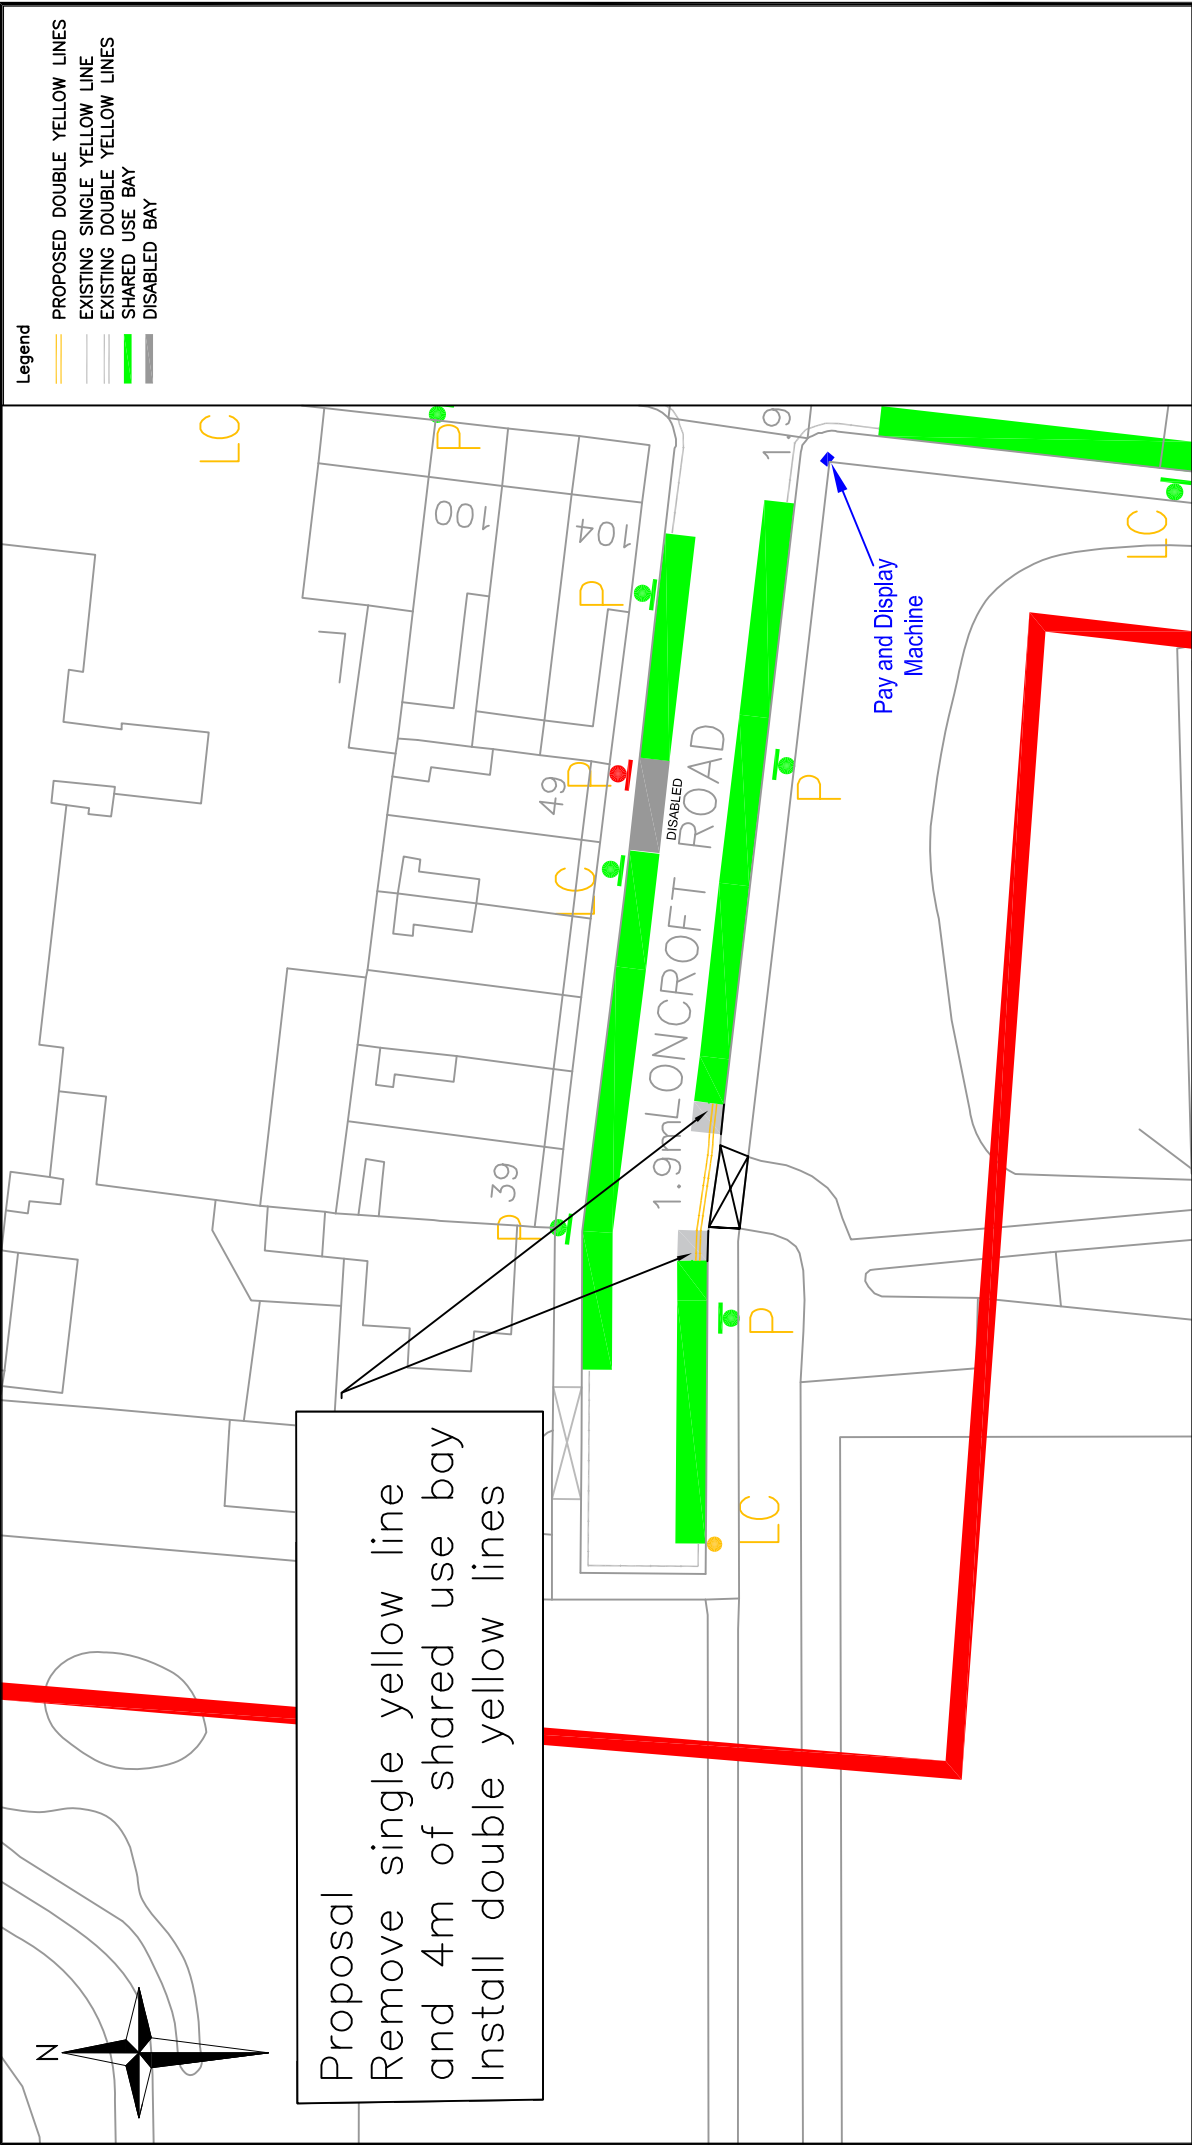 Legend
PROPOSED DOUBLE YELLOW LINES
EXISTING SINGLE YELLOW LINE
EXISTING DOUBLE YELLOW LINES
SHARED USE BAY
DISABLED BAY
LC
P
100
104
P
1.9
LC
Pay and Display
Machine
49
P
LC
DISABLED
LONCROFT ROAD
P
1.9m
39
P
P
LC
Proposal
Remove single yellow line
and 4m of shared use bay
Install double yellow lines
N